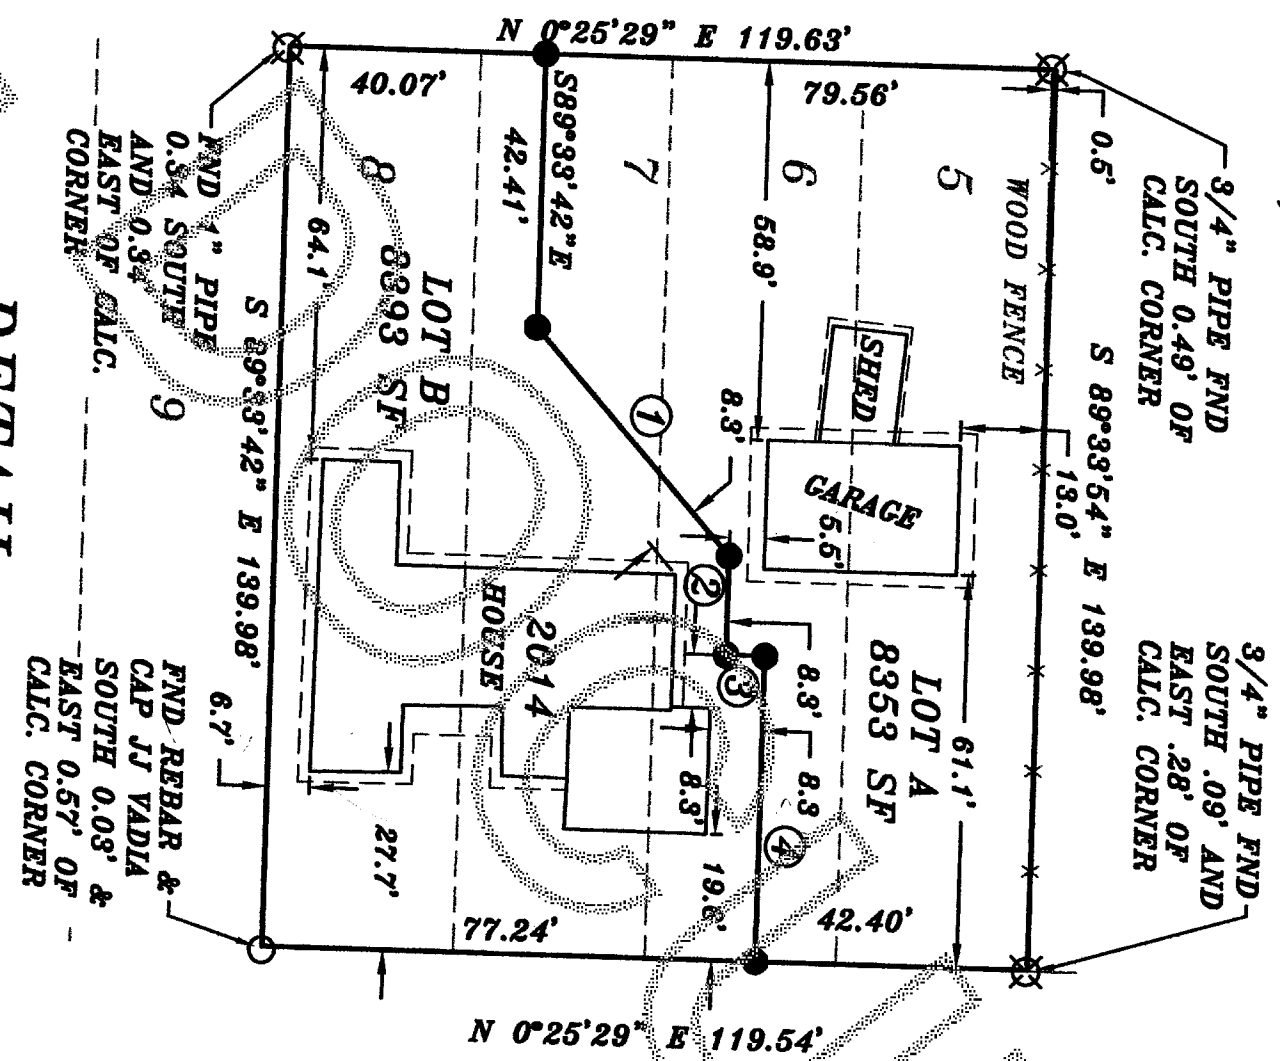 N 0°25'29" E 119.63'
40.07'
79.56'
3/4" PIPE FND
SOUTH 0.49' OF
CALC. CORNER
0.5'
FND 1" PIPE
0.34 SOUTH
AND 0.34
EAST OF CALC.
CORNER
S89°33'42"E
42.41'
5
6
7
8
9
WOOD FENCE
58.9'
64.1'
SHED
LOT B
8393 SF
S 89°33'54" E 139.98'
S 89°33'42" E 139.98'
8.3'
1
GARAGE
13.0'
5.5'
2
HOUSE
2014
3
8.3'
8.3
8.3'
LOT A
8353 SF
61.1'
3/4" PIPE FND
SOUTH .09' AND
EAST .28' OF
CALC. CORNER
FND REBAR &
CAP JJ VADIA
SOUTH 0.03' &
EAST 0.57' OF
CALC. CORNER
6.7'
27.7'
4
77.24'
42.40'
N 0°25'29" E 119.54'